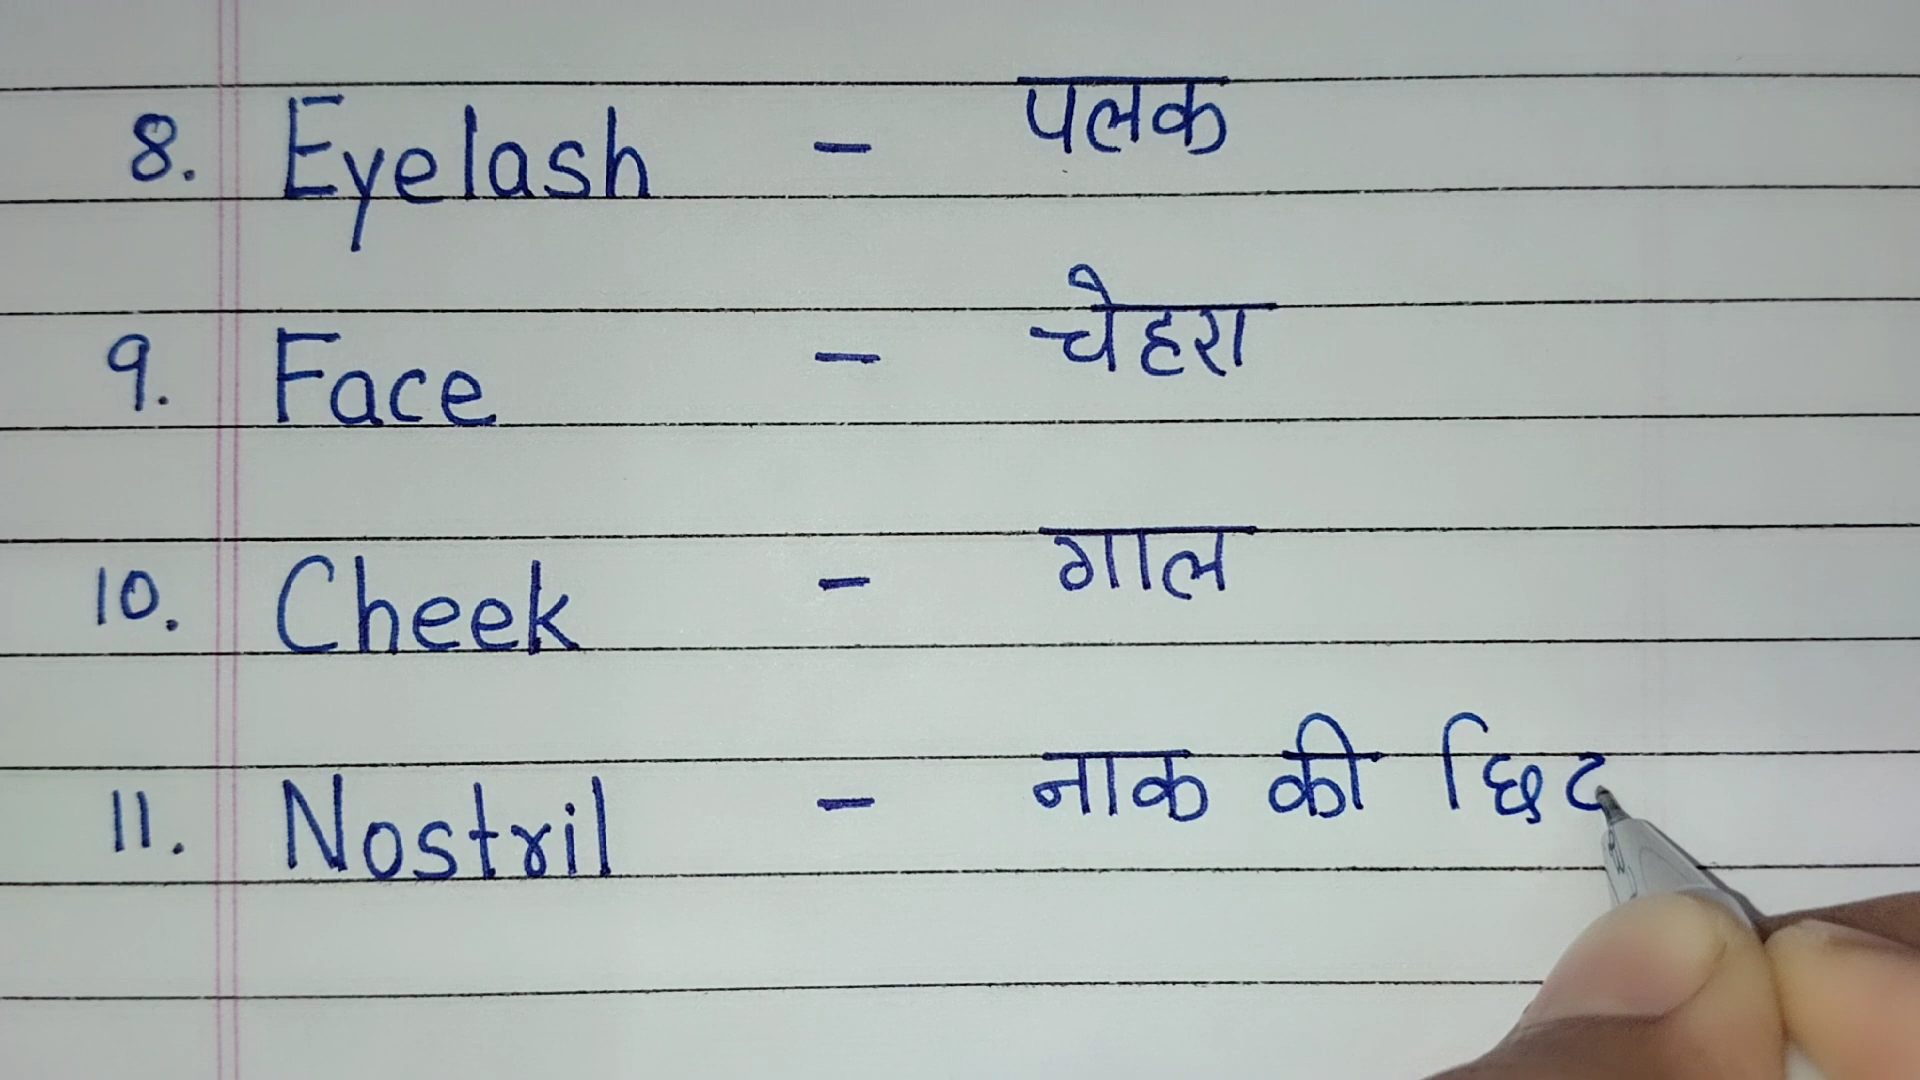 8. Eyelash - पलक
9. Face - चेहरा
10. Cheek - गाल
11. Nostril - नाक की